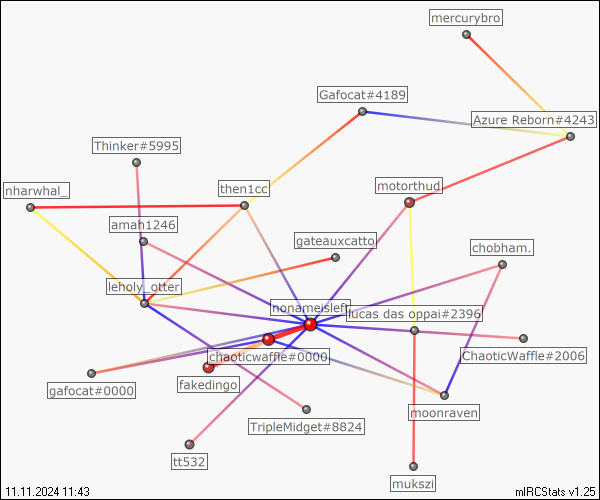 mercurybro
Gafocat#4189
Azure Reborn#4243
Thinker#5995
nharwhal_
then1cc
motorthud
amah1246
gateauxcatto
chobham.
leholy_otter
nonameisleft
lucas das oppai#2396
chaoticwaffle#0000
ChaoticWaffle#2006
fakedingo
gafocat#0000
moonraven
TripleMidget#8824
tt532
mukszi
11.11.2024 11:43
mIRCStats v1.25